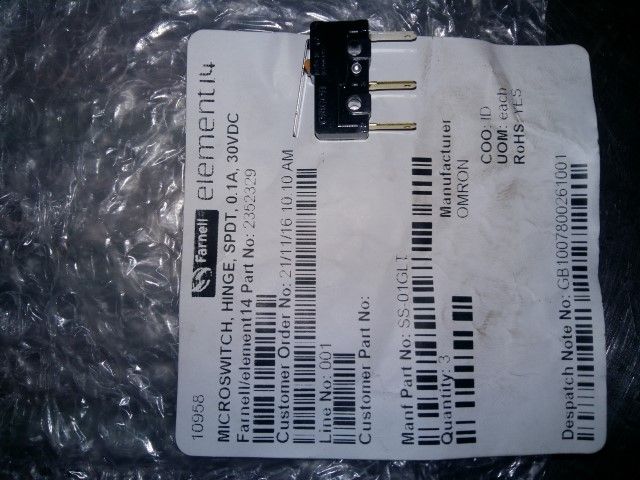 10958
Farnell element14
MICROSWITCH, HINGE, SPDT, 0.1A, 30VDC
Farnell/element14 Part No: 2352329
Customer Order No: 21/11/16 10.10 AM
Line No: 001
Customer Part No:
Manf Part No: SS-01GLT
Quantity: 3
Manufacturer
OMRON
COO: ID
UOM: each
RoHS: YES
Despatch Note No: GB1007800261001